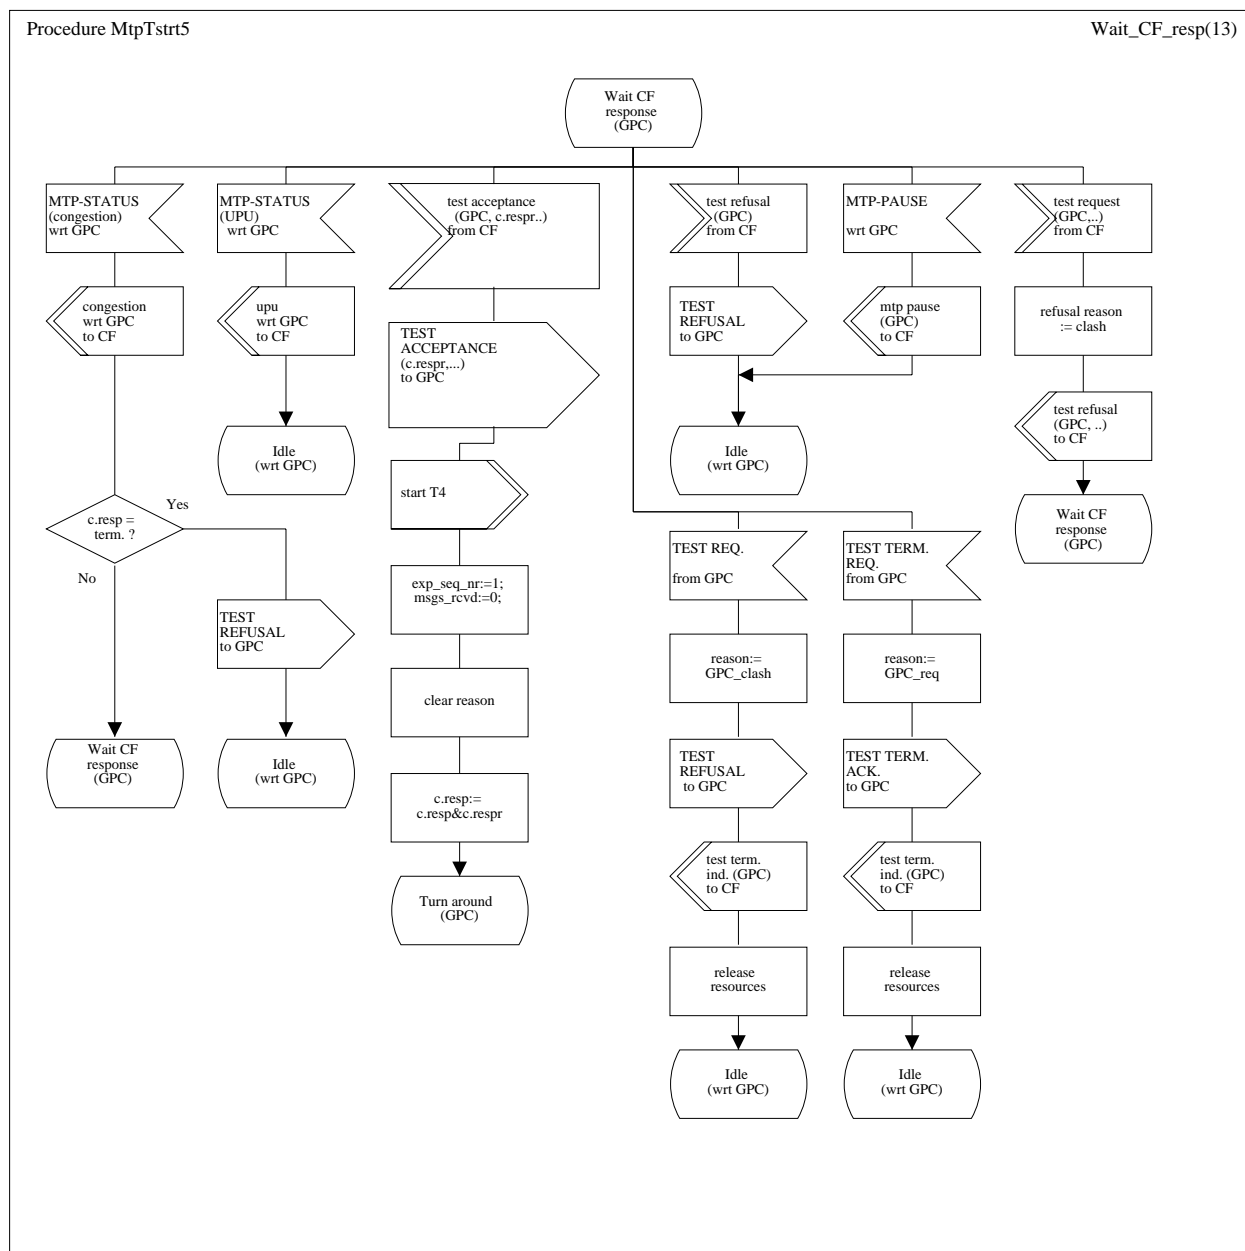 Procedure MtpTstrt5
Wait_CF_resp(13)
Wait CF
response
(GPC)
MTP-STATUS
(congestion)
wrt GPC
MTP-STATUS
(UPU)
wrt GPC
test acceptance
(GPC, c.respr..)
from CF
test refusal
(GPC)
from CF
MTP-PAUSE
wrt GPC
test request
(GPC,..)
from CF
congestion
wrt GPC
to CF
upu
wrt GPC
to CF
TEST
ACCEPTANCE
(c.respr,...)
to GPC
TEST
REFUSAL
to GPC
mtp pause
(GPC)
to CF
refusal reason
:= clash
Idle
(wrt GPC)
start T4
Idle
(wrt GPC)
test refusal
(GPC, ..)
to CF
c.resp =
term. ?
Yes
No
Wait CF
response
(GPC)
exp_seq_nr:=1;
msgs_rcvd:=0;
TEST REQ.
from GPC
TEST TERM.
REQ.
from GPC
TEST
REFUSAL
to GPC
clear reason
reason:=
GPC_clash
reason:=
GPC_req
Wait CF
response
(GPC)
Idle
(wrt GPC)
c.resp:=
c.resp&c.respr
TEST
REFUSAL
to GPC
TEST TERM.
ACK.
to GPC
Turn around
(GPC)
test term.
ind. (GPC)
to CF
test term.
ind. (GPC)
to CF
release
resources
release
resources
Idle
(wrt GPC)
Idle
(wrt GPC)